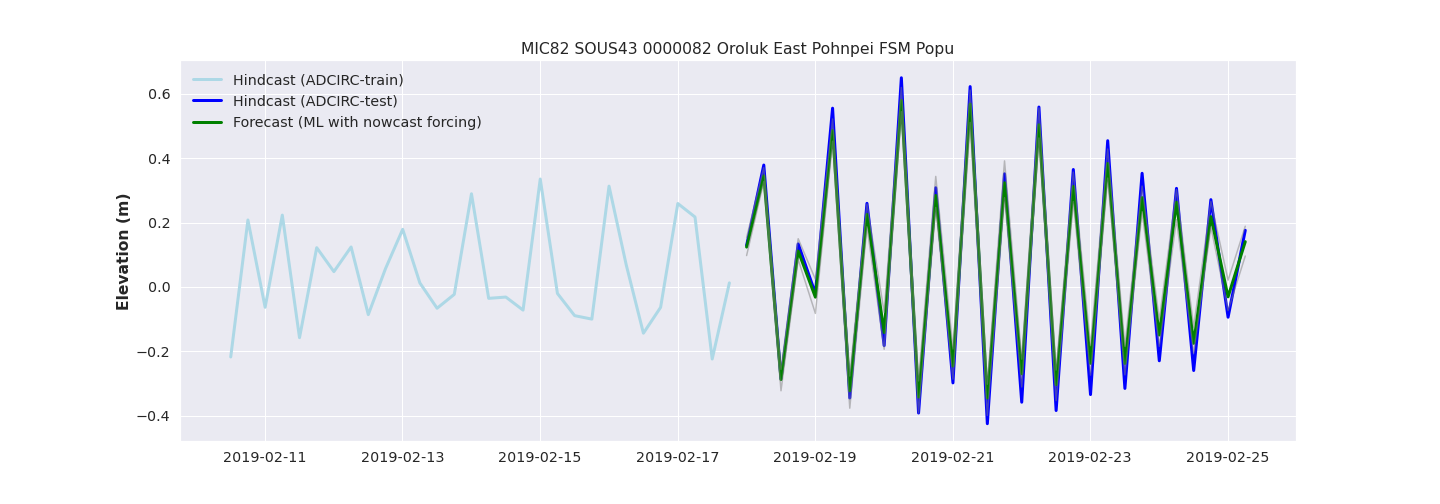 MIC82 SOUS43 0000082 Oroluk East Pohnpei FSM Popu
Hindcast (ADCIRC-train)
Hindcast (ADCIRC-test)
Forecast (ML with nowcast forcing)
Elevation (m)
0.6
0.4
0.2
0.0
−0.2
−0.4
2019-02-11 2019-02-13 2019-02-15 2019-02-17 2019-02-19 2019-02-21 2019-02-23 2019-02-25